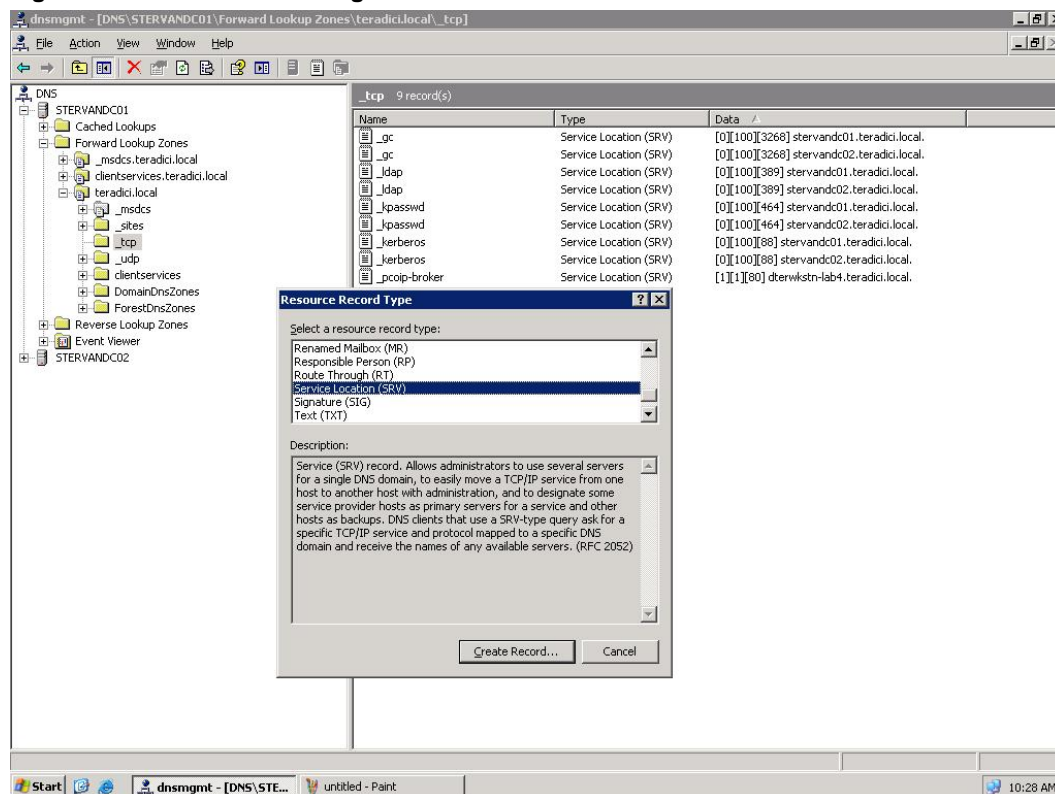 dnsmgmt - [DNS\STERVANDC01\Forward Lookup Zones\teradici.local\_tcp]
File Action View Window Help
DNS
STERVANDC01
Cached Lookups
Forward Lookup Zones
_msdcs.teradici.local
clientservices.teradici.local
teradici.local
_msdcs
_sites
_tcp
_udp
clientservices
DomainDnsZones
ForestDnsZones
Reverse Lookup Zones
Event Viewer
STERVANDC02
_tcp 9 record(s)
Name Type Data
_gc Service Location (SRV) [0][100][3268] stervandc01.teradici.local.
_gc Service Location (SRV) [0][100][3268] stervandc02.teradici.local.
_ldap Service Location (SRV) [0][100][389] stervandc01.teradici.local.
_ldap Service Location (SRV) [0][100][389] stervandc02.teradici.local.
_kpasswd Service Location (SRV) [0][100][464] stervandc01.teradici.local.
_kpasswd Service Location (SRV) [0][100][464] stervandc02.teradici.local.
_kerberos Service Location (SRV) [0][100][88] stervandc01.teradici.local.
_kerberos Service Location (SRV) [0][100][88] stervandc02.teradici.local.
_pcoip-broker Service Location (SRV) [1][1][80] dterwkstn-lab4.teradici.local.
Resource Record Type
Select a resource record type:
Renamed Mailbox (MR)
Responsible Person (RP)
Route Through (RT)
Service Location (SRV)
Signature (SIG)
Text (TXT)
Description:
Service (SRV) record. Allows administrators to use several servers
for a single DNS domain, to easily move a TCP/IP service from one
host to another host with administration, and to designate some
service provider hosts as primary servers for a service and other
hosts as backups. DNS clients that use a SRV-type query ask for a
specific TCP/IP service and protocol mapped to a specific DNS
domain and receive the names of any available servers. (RFC 2052)
Create Record... Cancel
Start dnsmgmt - [DNS\STE... untitled - Paint 10:28 AM